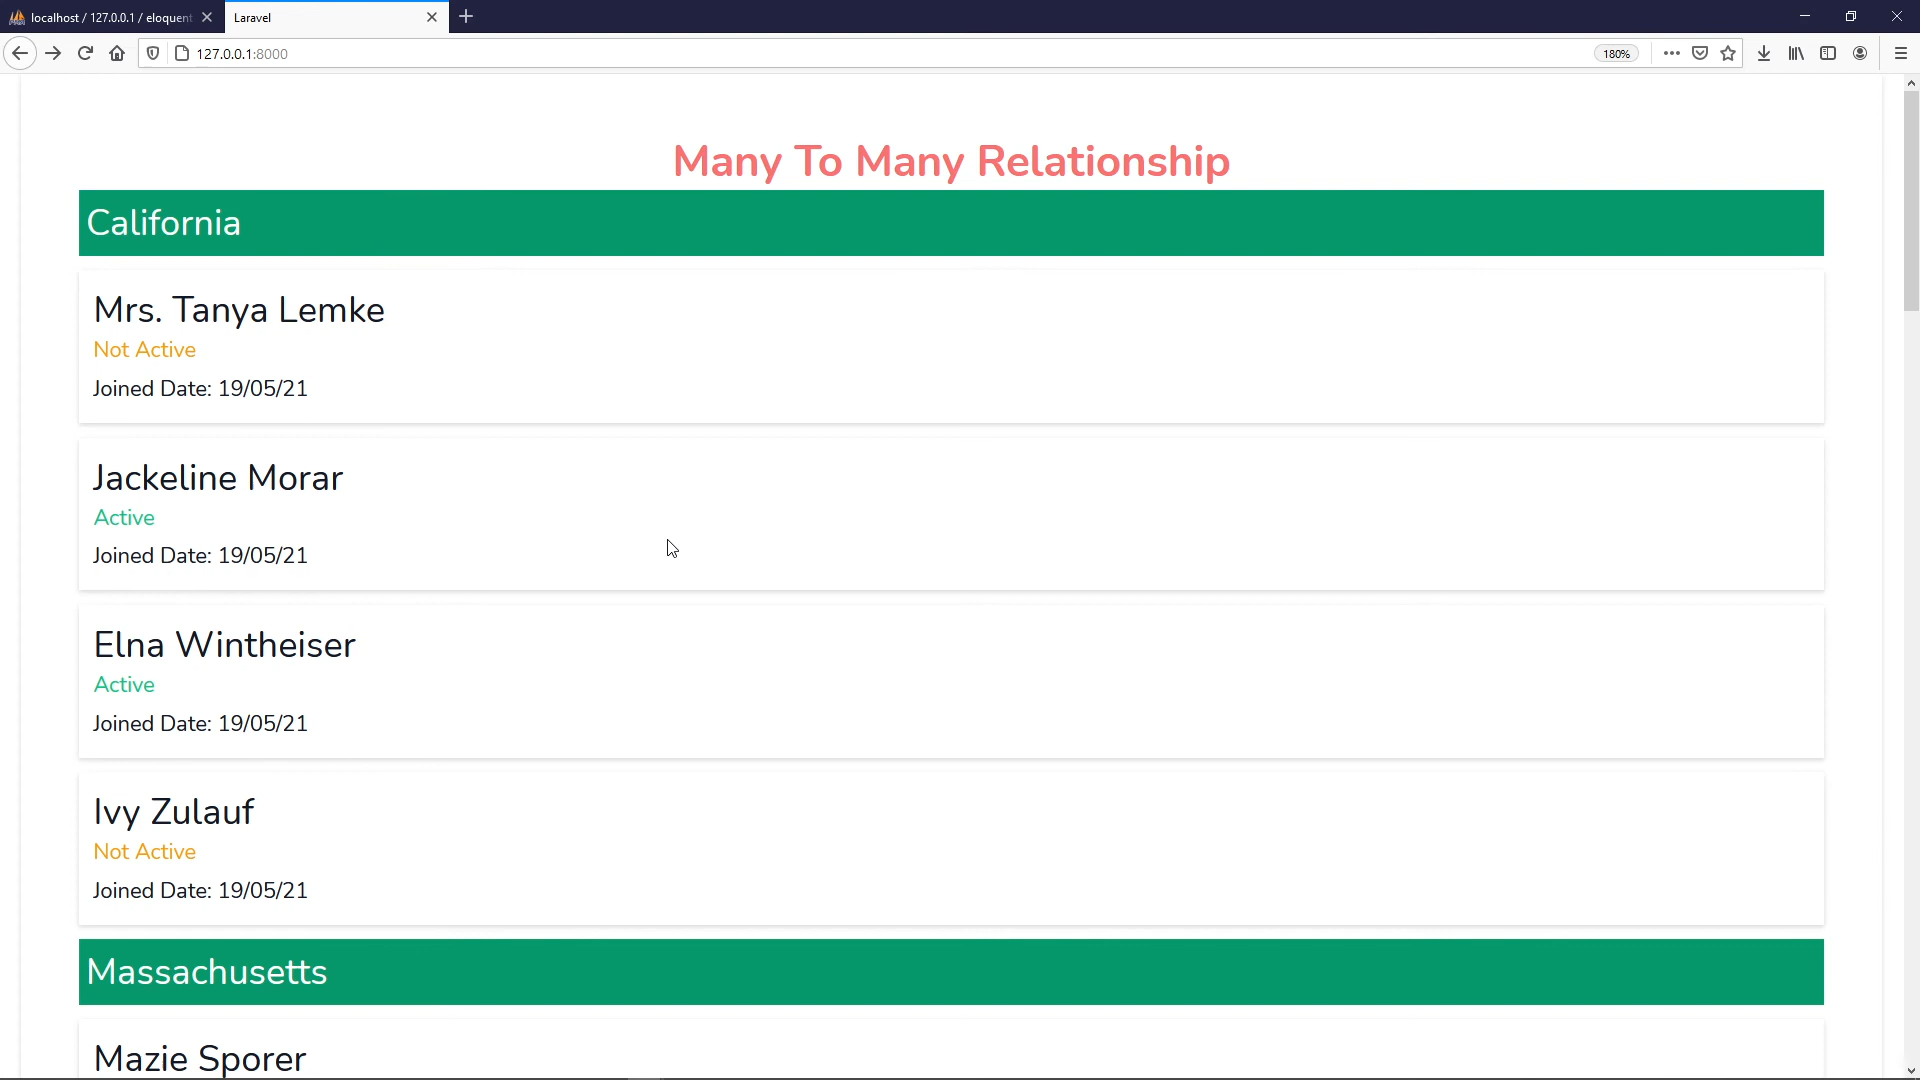 localhost / 127.0.0.1 / eloquent
Laravel
127.0.0.1:8000
180%
Many To Many Relationship
California
Mrs. Tanya Lemke
Not Active
Joined Date: 19/05/21
Jackeline Morar
Active
Joined Date: 19/05/21
Elna Wintheiser
Active
Joined Date: 19/05/21
Ivy Zulauf
Not Active
Joined Date: 19/05/21
Massachusetts
Mazie Sporer